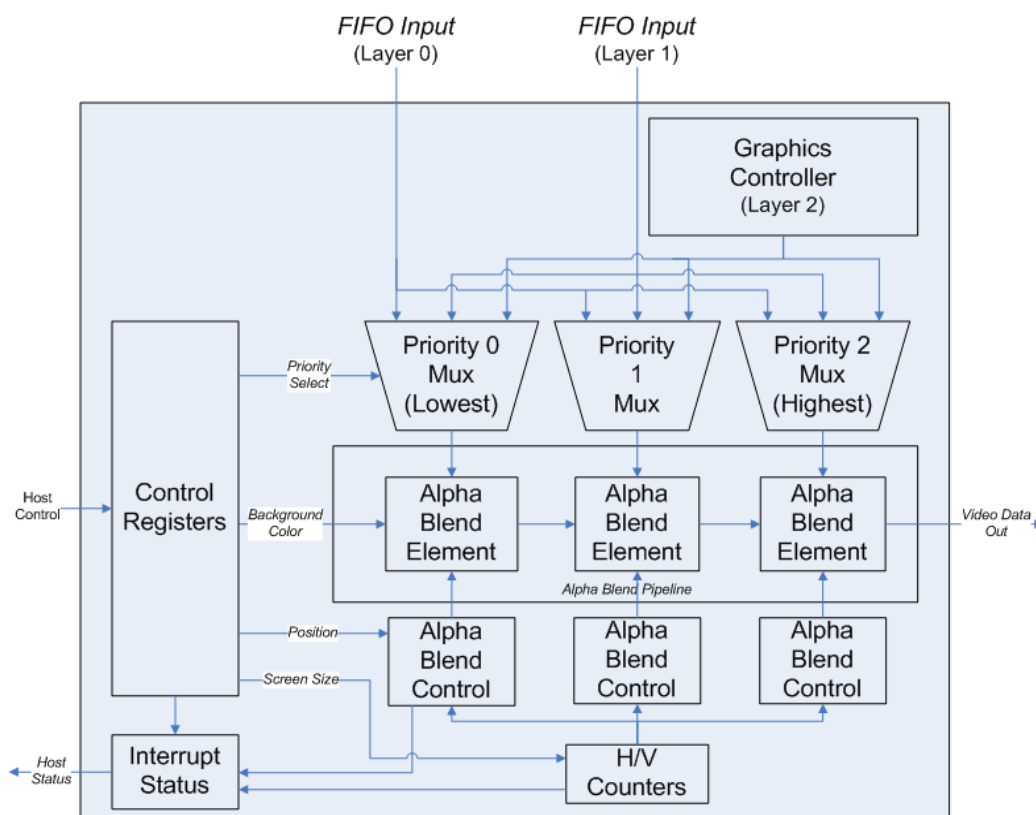 FIFO Input
(Layer 0)
FIFO Input
(Layer 1)
Graphics
Controller
(Layer 2)
Priority 0
Mux
(Lowest)
Priority
1
Mux
Priority 2
Mux
(Highest)
Priority
Select
Host
Control
Control
Registers
Background
Color
Alpha
Blend
Element
Alpha
Blend
Element
Alpha
Blend
Element
Video Data
Out
Alpha Blend Pipeline
Position
Alpha
Blend
Control
Alpha
Blend
Control
Alpha
Blend
Control
Screen Size
Host
Status
Interrupt
Status
H/V
Counters